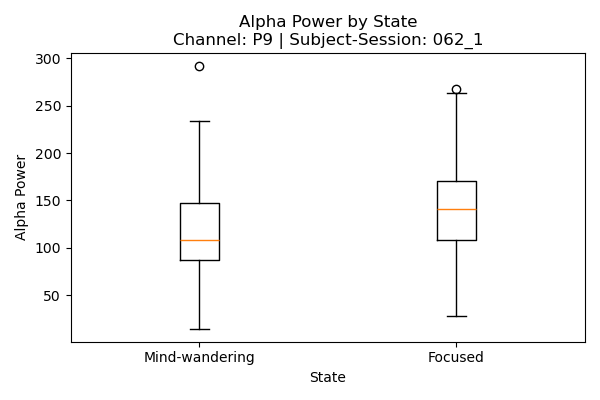 Alpha Power by State
Channel: P9 | Subject-Session: 062_1
Alpha Power
300
250
200
150
100
50
Mind-wandering
Focused
State